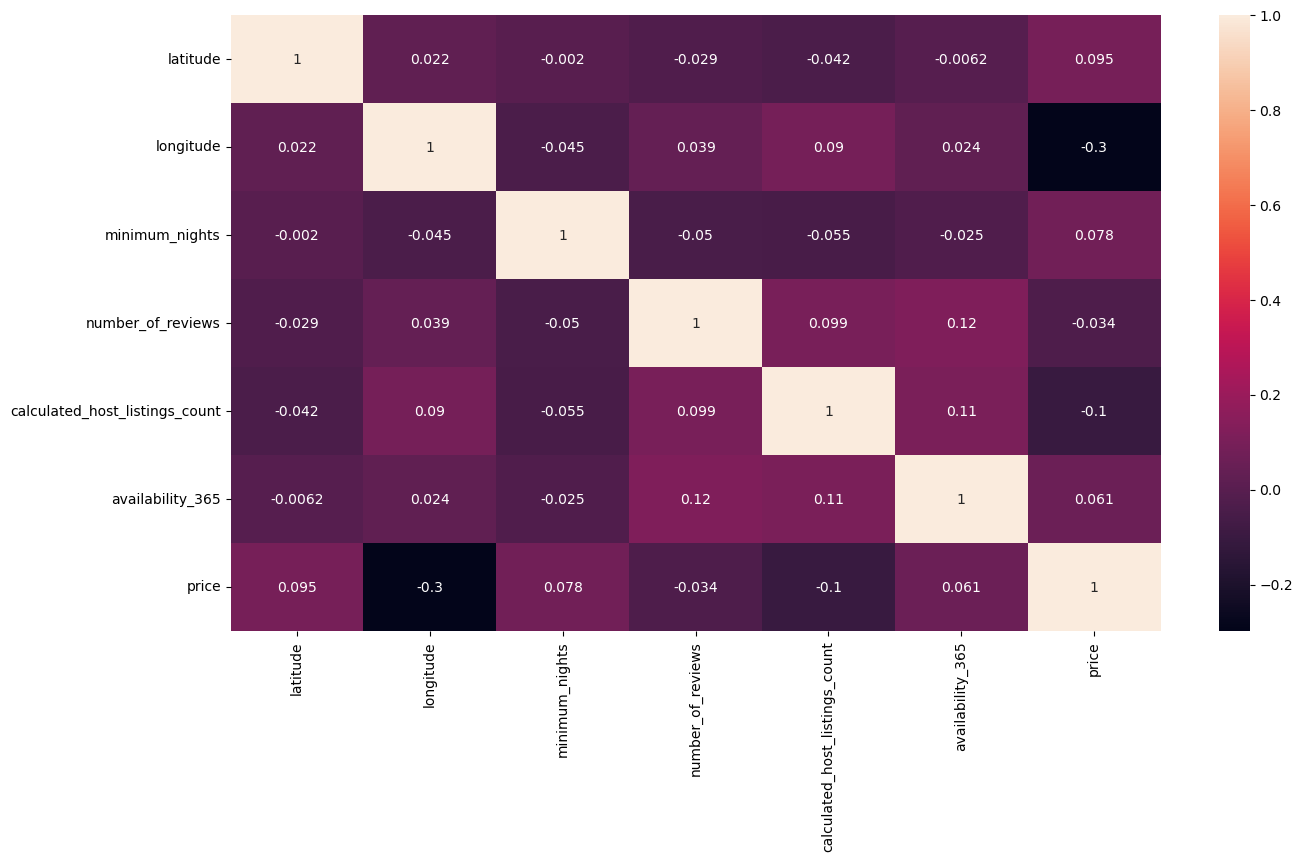 latitude 1 0.022 -0.002 -0.029 -0.042 -0.0062 0.095
longitude 0.022 1 -0.045 0.039 0.09 0.024 -0.3
minimum_nights -0.002 -0.045 1 -0.05 -0.055 -0.025 0.078
number_of_reviews -0.029 0.039 -0.05 1 0.099 0.12 -0.034
calculated_host_listings_count -0.042 0.09 -0.055 0.099 1 0.11 -0.1
availability_365 -0.0062 0.024 -0.025 0.12 0.11 1 0.061
price 0.095 -0.3 0.078 -0.034 -0.1 0.061 1
latitude
longitude
minimum_nights
number_of_reviews
calculated_host_listings_count
availability_365
price
1.0
0.8
0.6
0.4
0.2
0.0
−0.2